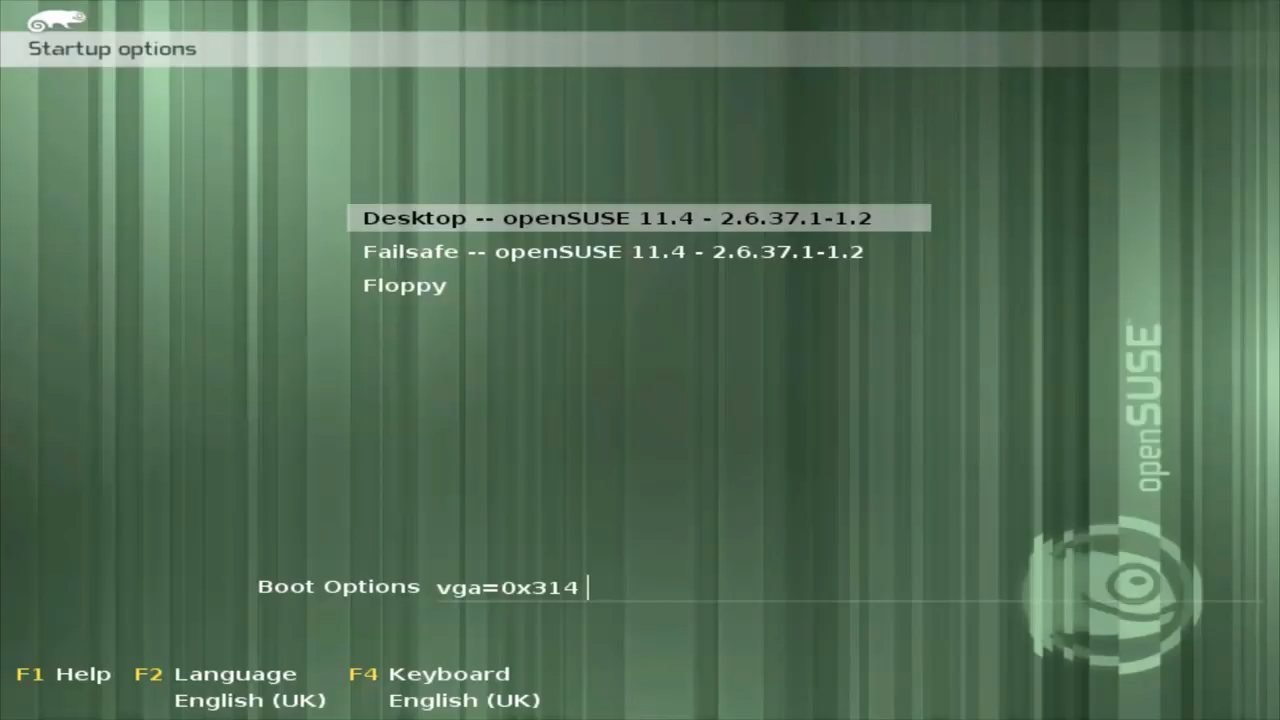 Startup options
Desktop -- openSUSE 11.4 - 2.6.37.1-1.2
Failsafe -- openSUSE 11.4 - 2.6.37.1-1.2
Floppy
openSUSE
Boot Options vga=0x314
F1 Help F2 Language F4 Keyboard
English (UK) English (UK)